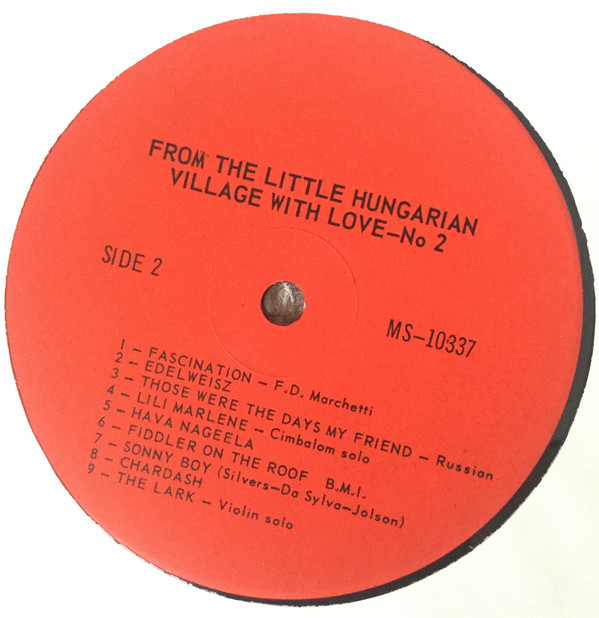 FROM THE LITTLE HUNGARIAN
VILLAGE WITH LOVE–No 2
SIDE 2
MS–10337
1 – FASCINATION – F.D. Marchetti
2 – EDELWEISZ
3 – THOSE WERE THE DAYS MY FRIEND – Russian
4 – LILI MARLENE – Cimbalom solo
5 – HAVA NAGEELA
6 – FIDDLER ON THE ROOF B.M.I.
7 – SONNY BOY (Silvers–Da Sylva–Jolson)
8 – CHARDASH
9 – THE LARK – Violin solo